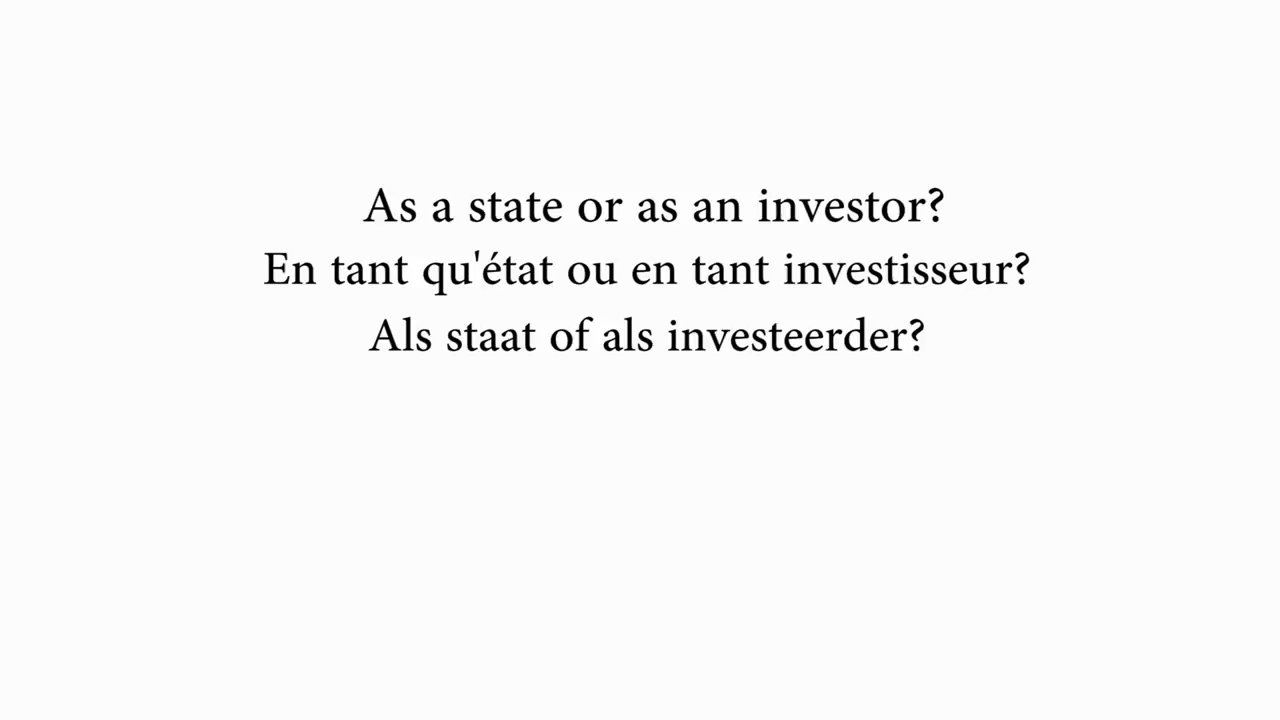 As a state or as an investor?
En tant qu'état ou en tant investisseur?
Als staat of als investeerder?